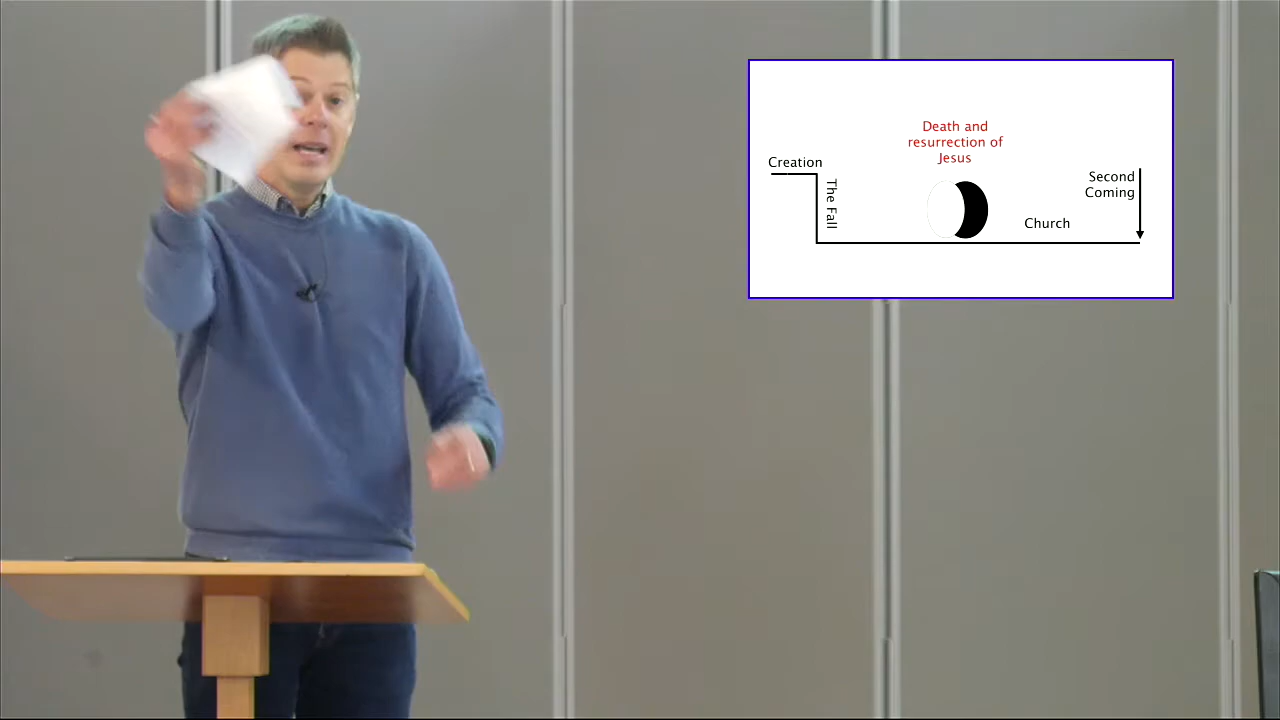 Death and
resurrection of
Jesus
Creation
The Fall
Second
Coming
Church